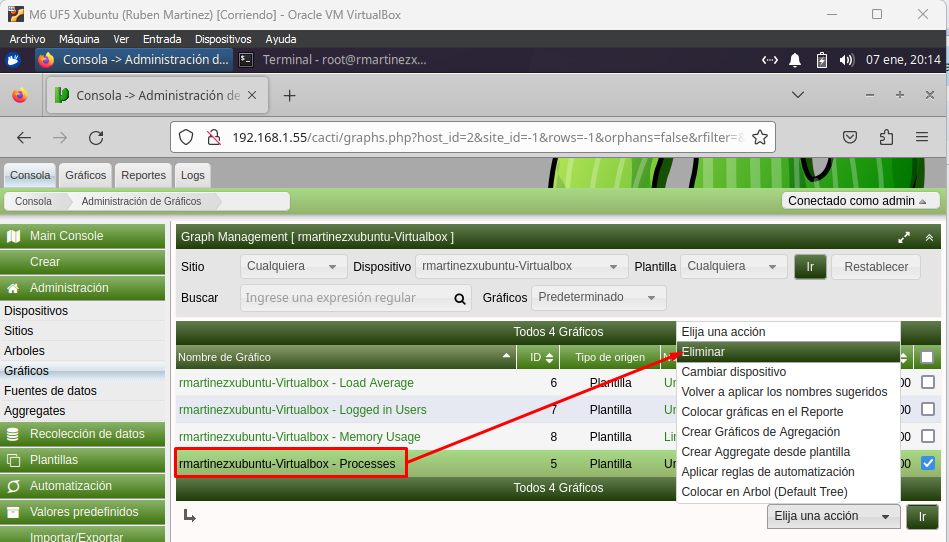 M6 UF5 Xubuntu (Ruben Martinez) [Corriendo] - Oracle VM VirtualBox
Archivo Máquina Ver Entrada Dispositivos Ayuda
Consola -> Administración d... Terminal - root@rmartinezx... 07 ene, 20:14
Consola -> Administración de
192.168.1.55/cacti/graphs.php?host_id=2&site_id=-1&rows=-1&orphans=false&rfilter=&
Consola Gráficos Reportes Logs
Consola Administración de Gráficos Conectado como admin
Main Console
Crear
Administración
Dispositivos
Sitios
Arboles
Gráficos
Fuentes de datos
Aggregates
Recolección de datos
Plantillas
Automatización
Valores predefinidos
Importar/Exportar
Graph Management [ rmartinezxubuntu-Virtualbox ]
Sitio Cualquiera Dispositivo rmartinezxubuntu-Virtualbox Plantilla Cualquiera Ir Restablecer
Buscar Ingrese una expresión regular Gráficos Predeterminado
Todos 4 Gráficos
Nombre de Gráfico ID Tipo de origen
rmartinezxubuntu-Virtualbox - Load Average 6 Plantilla Un 00
rmartinezxubuntu-Virtualbox - Logged in Users 7 Plantilla Un 00
rmartinezxubuntu-Virtualbox - Memory Usage 8 Plantilla Lin 00
rmartinezxubuntu-Virtualbox - Processes 5 Plantilla Un 00
Todos 4 Gráficos
Elija una acción
Eliminar
Cambiar dispositivo
Volver a aplicar los nombres sugeridos
Colocar gráficas en el Reporte
Crear Gráficos de Agregación
Crear Aggregate desde plantilla
Aplicar reglas de automatización
Colocar en Arbol (Default Tree)
Elija una acción Ir